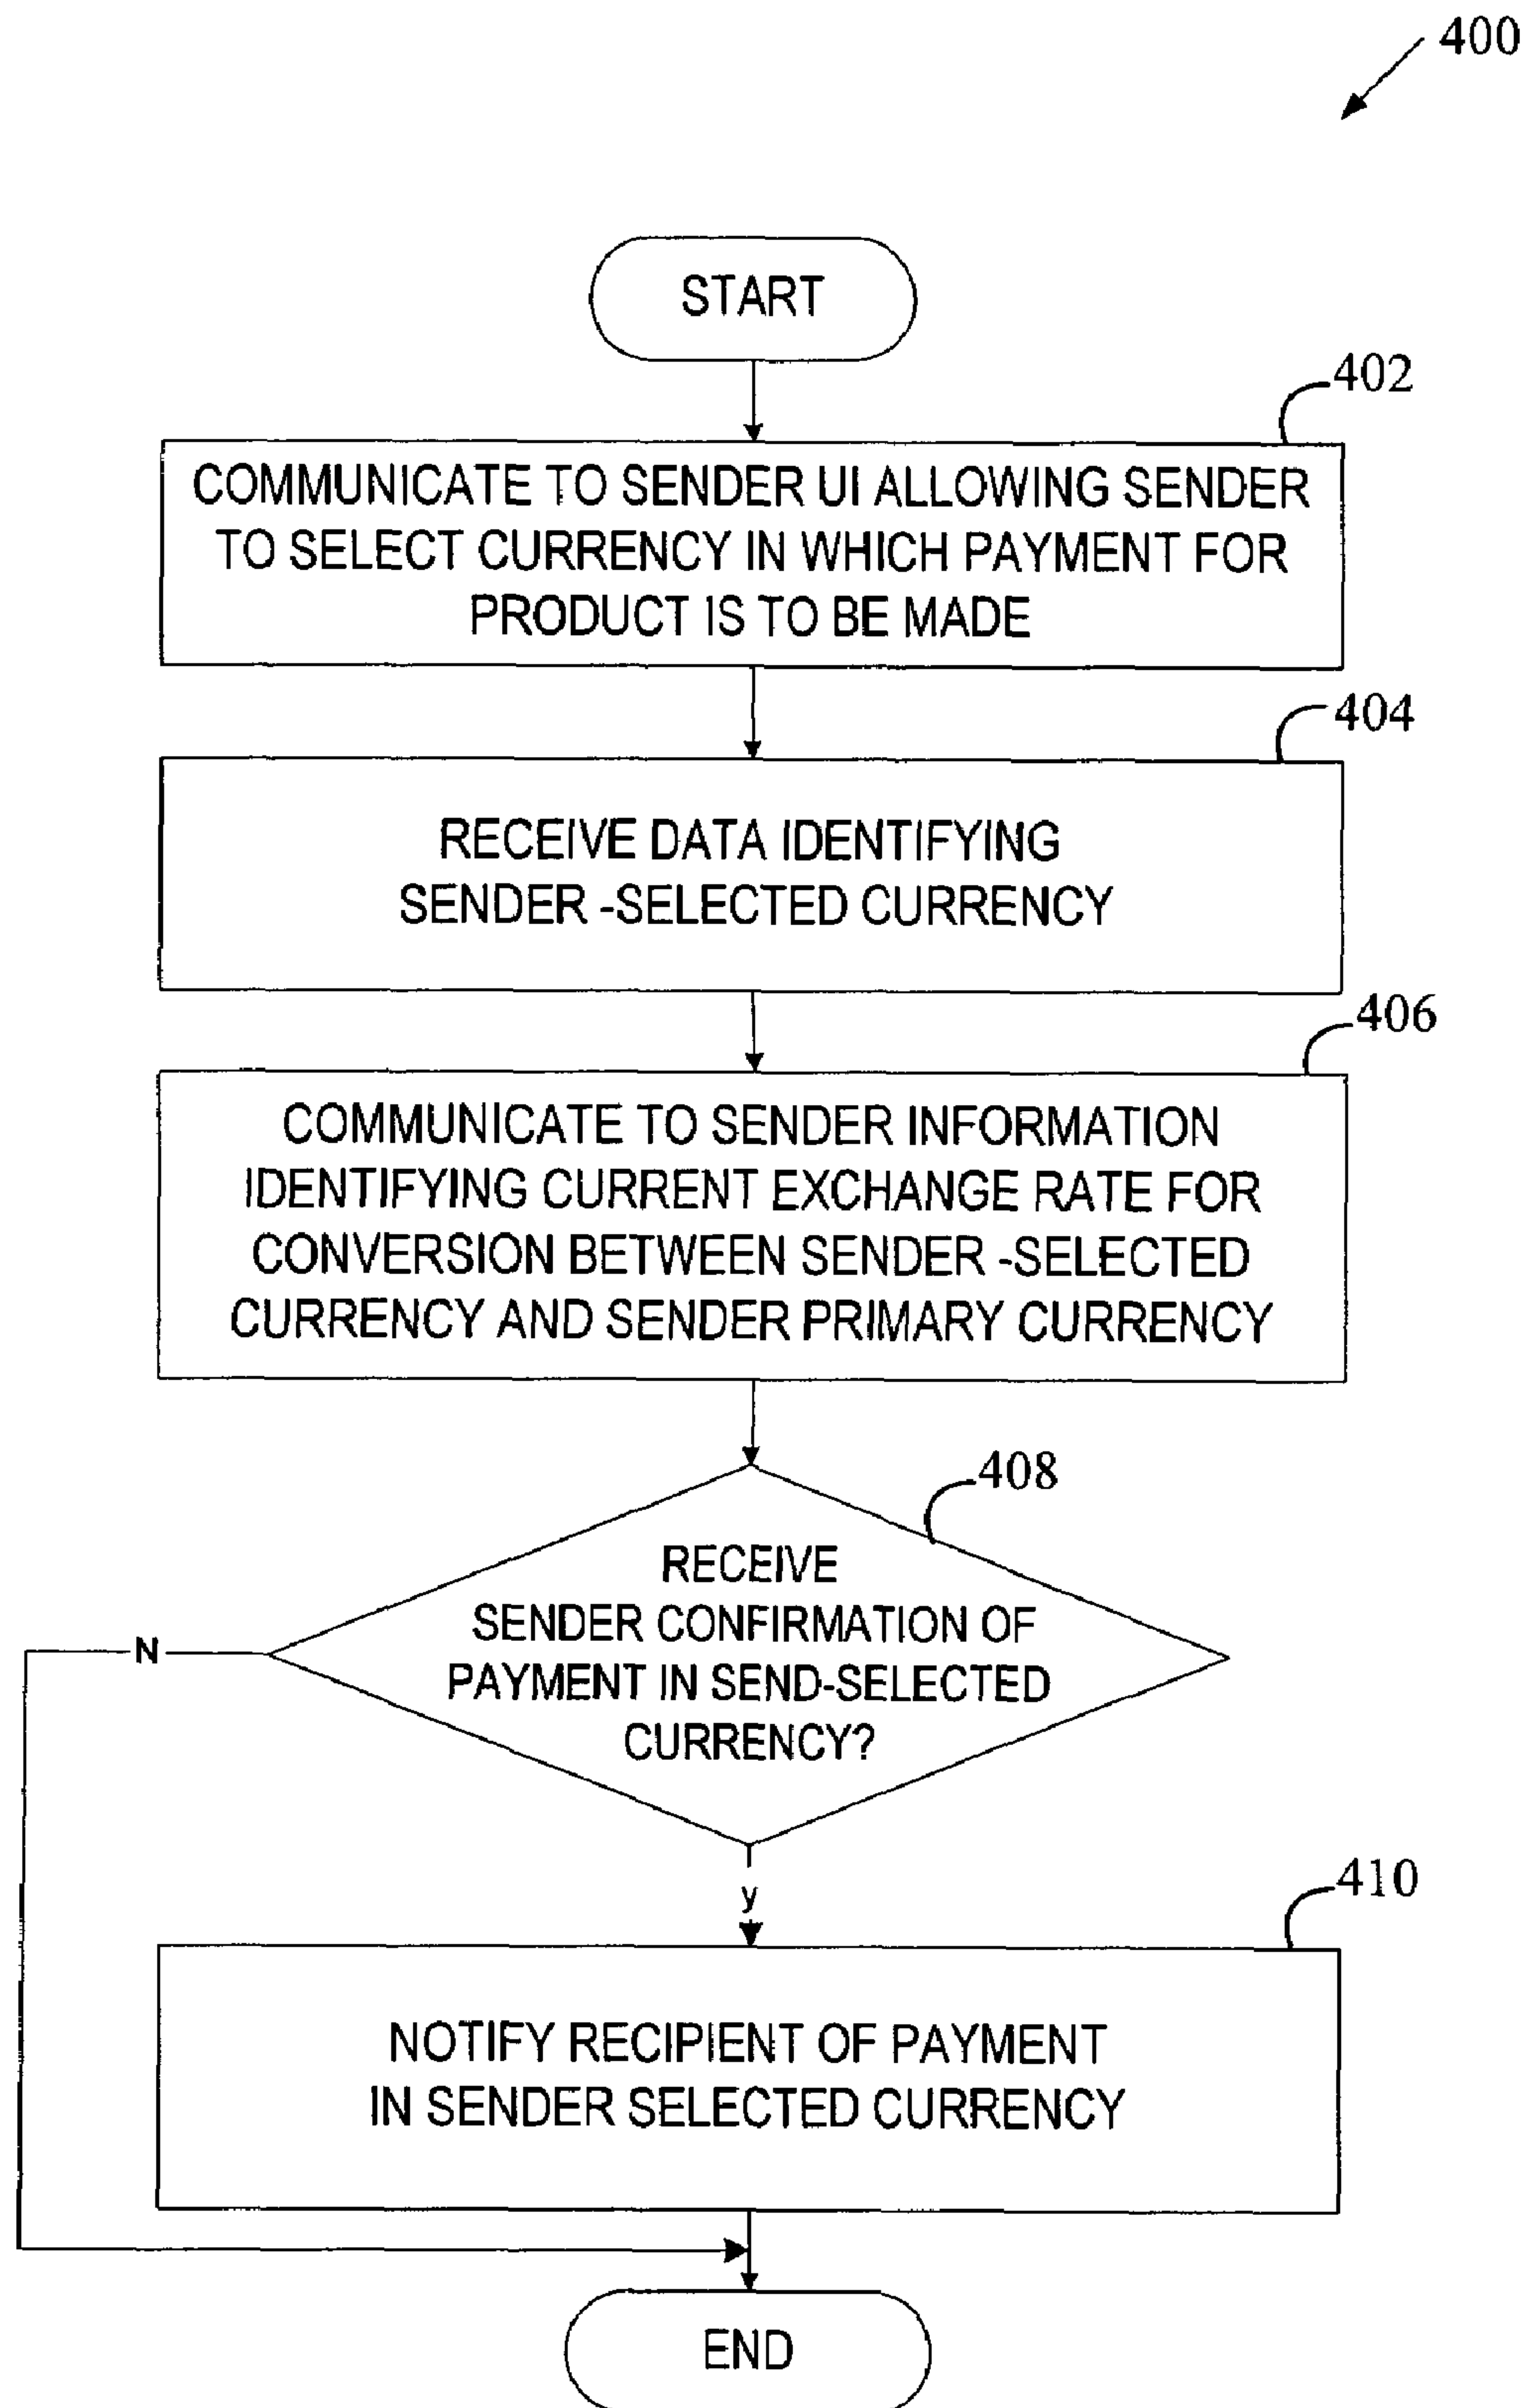 400
START
402
COMMUNICATE TO SENDER UI ALLOWING SENDER
TO SELECT CURRENCY IN WHICH PAYMENT FOR
PRODUCT IS TO BE MADE
404
RECEIVE DATA IDENTIFYING
SENDER -SELECTED CURRENCY
406
COMMUNICATE TO SENDER INFORMATION
IDENTIFYING CURRENT EXCHANGE RATE FOR
CONVERSION BETWEEN SENDER -SELECTED
CURRENCY AND SENDER PRIMARY CURRENCY
408
RECEIVE
SENDER CONFIRMATION OF
PAYMENT IN SEND-SELECTED
CURRENCY?
N
y
410
NOTIFY RECIPIENT OF PAYMENT
IN SENDER SELECTED CURRENCY
END